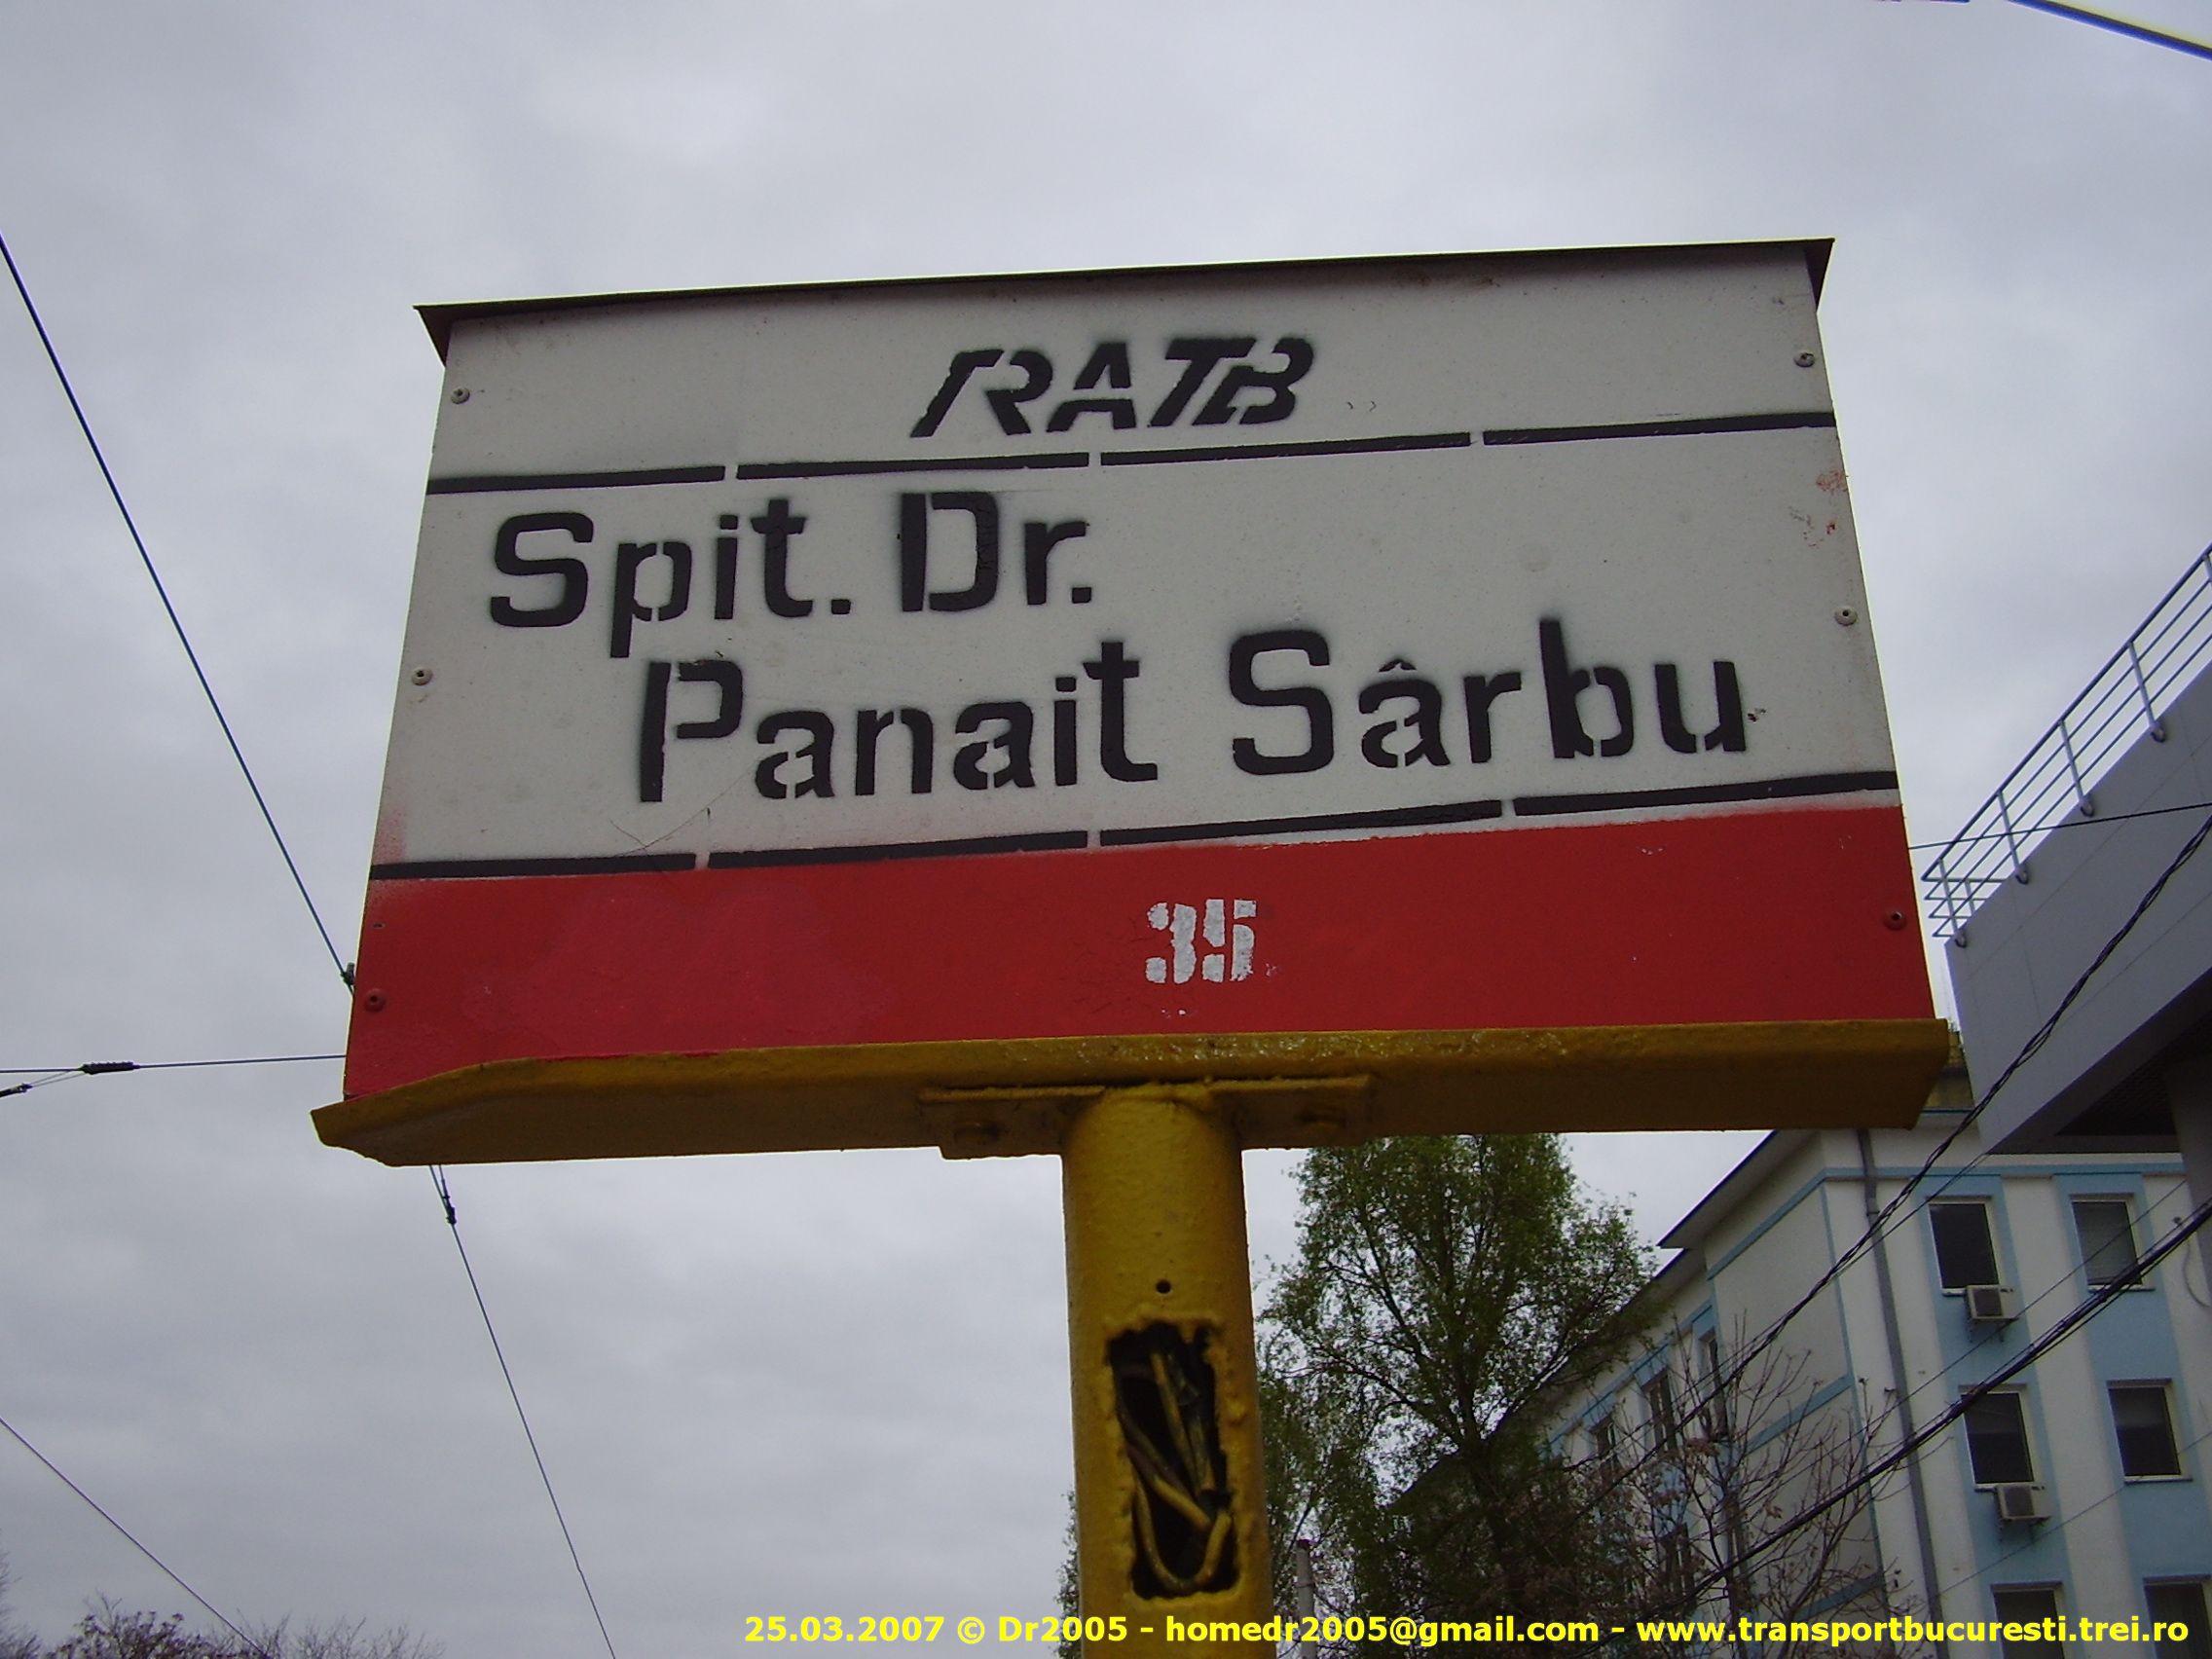 RATB
Spit. Dr.
Panait Sârbu
35
25.03.2007 © Dr2005 - homedr2005@gmail.com - www.transportbucuresti.trei.ro